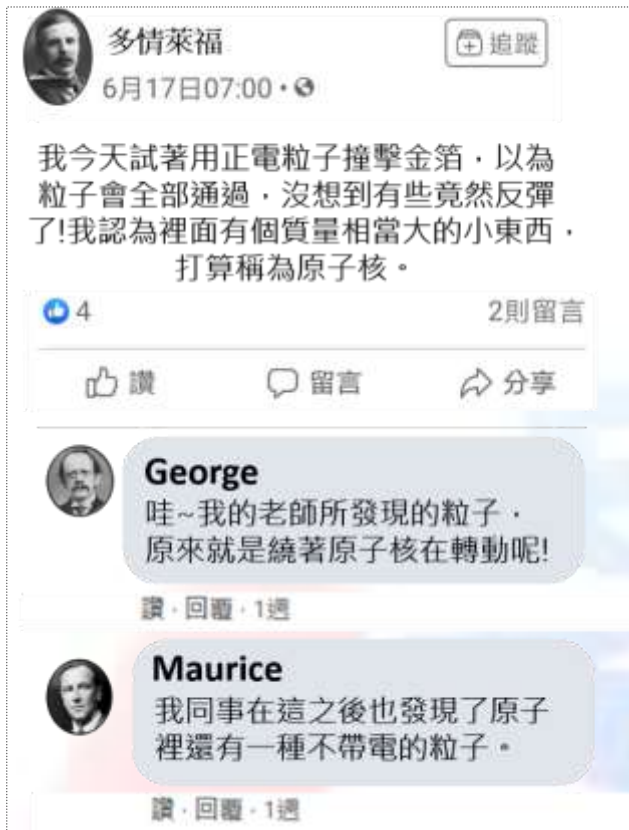 多情萊福
追蹤
6月17日07:00・
我今天試著用正電粒子撞擊金箔，以為
粒子會全部通過，沒想到有些竟然反彈
了!我認為裡面有個質量相當大的小東西，
打算稱為原子核。
4
2則留言
讚
留言
分享
George
哇~我的老師所發現的粒子，
原來就是繞著原子核在轉動呢!
讚・回覆・1週
Maurice
我同事在這之後也發現了原子
裡還有一種不帶電的粒子。
讚・回覆・1週